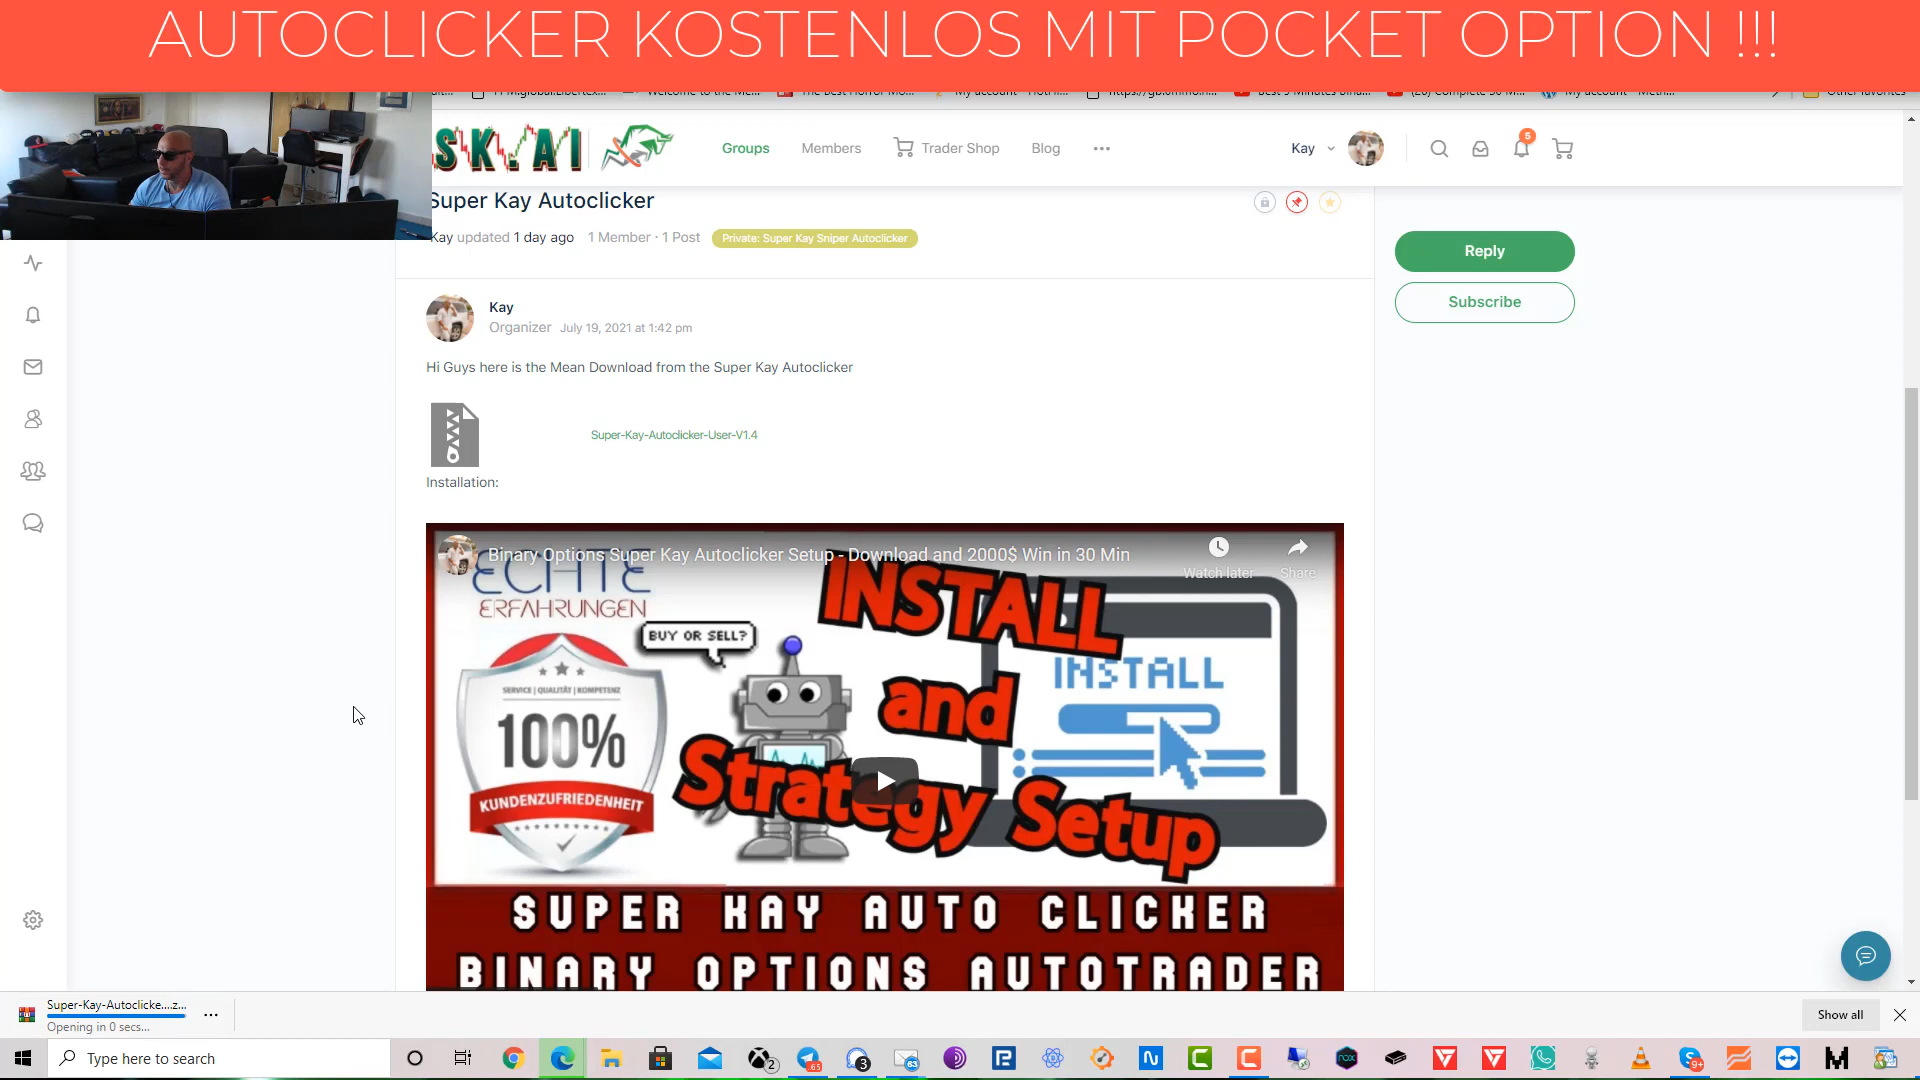 AUTOCLICKER KOSTENLOS MIT POCKET OPTION !!!
SK.AI
Groups
Members
Trader Shop
Blog
Kay
5
Super Kay Autoclicker
Kay updated 1 day ago 1 Member · 1 Post Private: Super Kay Sniper Autoclicker
Reply
Subscribe
Kay
Organizer July 19, 2021 at 1:42 pm
Hi Guys here is the Mean Download from the Super Kay Autoclicker
Super-Kay-Autoclicker-User-V1.4
Installation:
Binary Options Super Kay Autoclicker Setup - Download and 2000$ Win in 30 Min
Watch later
Share
ECHTE
ERFAHRUNGEN
BUY OR SELL?
INSTALL
and
Strategy Setup
INSTALL
SERVICE | QUALITÄT | KOMPETENZ
100%
KUNDENZUFRIEDENHEIT
SUPER KAY AUTO CLICKER
BINARY OPTIONS AUTOTRADER
Super-Kay-Autoclicke....z...
Opening in 0 secs...
Show all
Type here to search